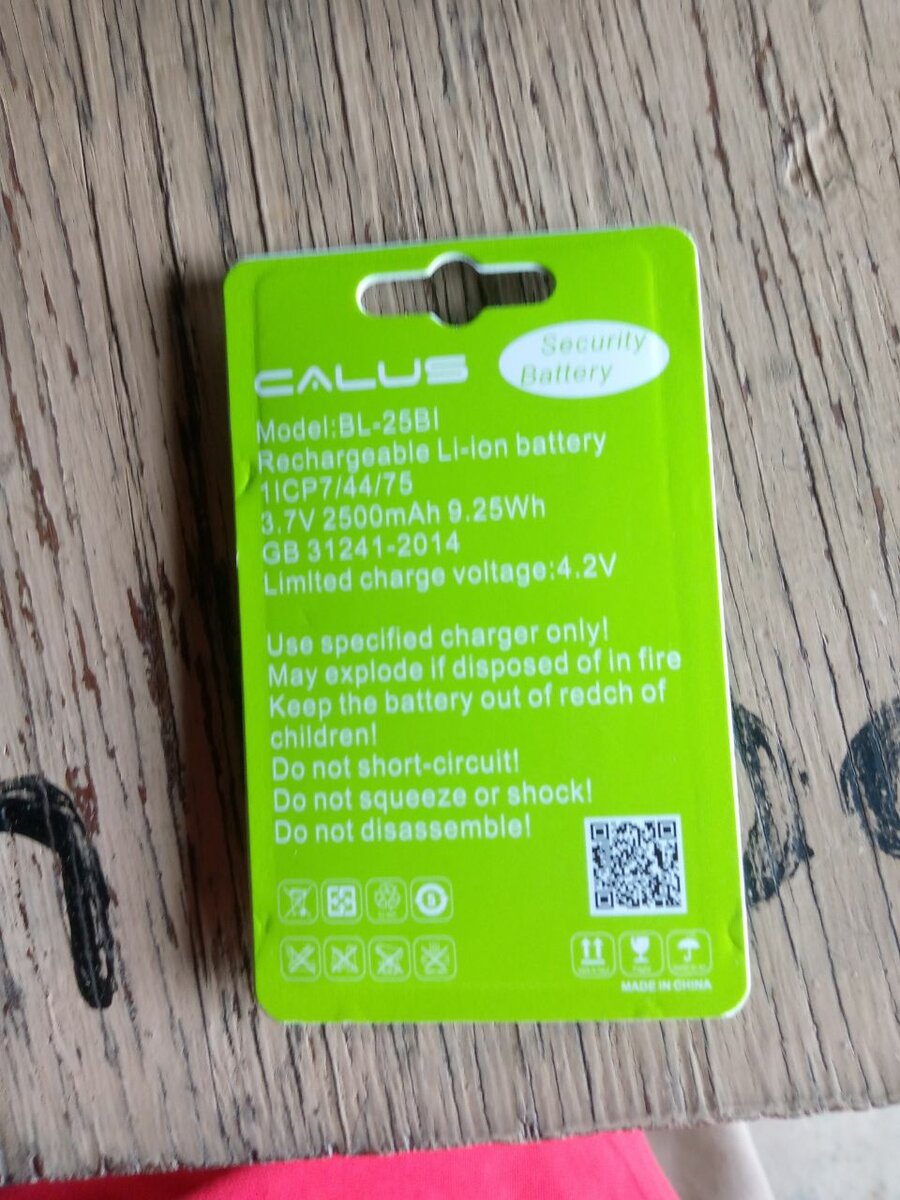 CALUS
Security
Battery
Model:BL-25BI
Rechargeable Li-ion battery
1ICP7/44/75
3.7V 2500mAh 9.25Wh
GB 31241-2014
Limited charge voltage:4.2V
Use specified charger only!
May explode if disposed of in fire
Keep the battery out of redch of
children!
Do not short-circuit!
Do not squeeze or shock!
Do not disassemble!
MADE IN CHINA